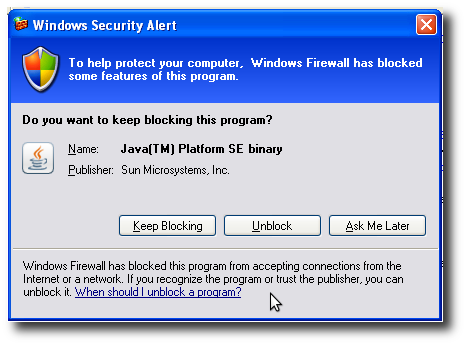 Windows Security Alert
To help protect your computer,  Windows Firewall has blocked
some features of this program.
Do you want to keep blocking this program?
Name: Java(TM) Platform SE binary
Publisher: Sun Microsystems, Inc.
Keep Blocking Unblock Ask Me Later
Windows Firewall has blocked this program from accepting connections from the
Internet or a network. If you recognize the program or trust the publisher, you can
unblock it. When should I unblock a program?